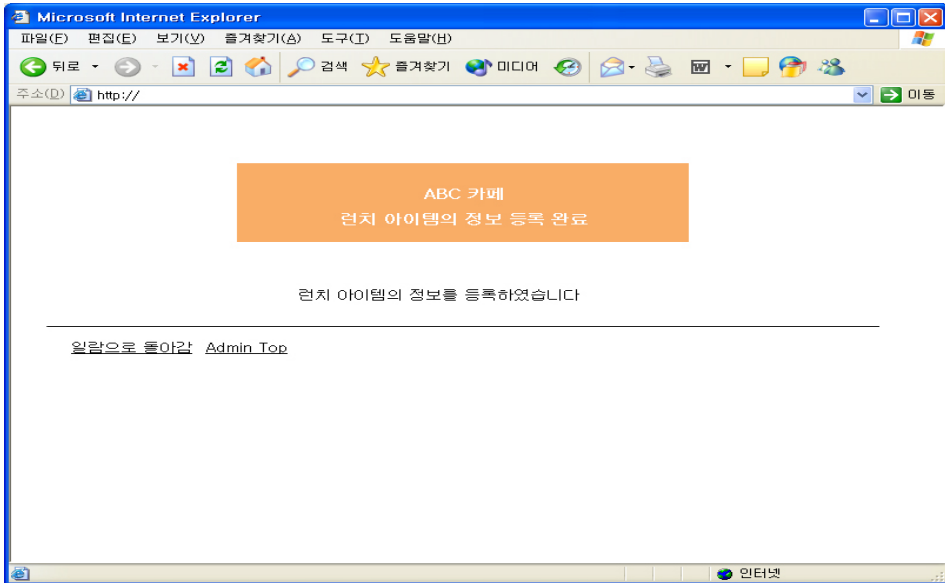 Microsoft Internet Explorer
파일(F) 편집(E) 보기(V) 즐겨찾기(A) 도구(T) 도움말(H)
뒤로 검색 즐겨찾기 미디어
주소(D) http:// 이동
ABC 카페
런치 아이템의 정보 등록 완료
런치 아이템의 정보를 등록하였습니다
일람으로 돌아감 Admin Top
인터넷